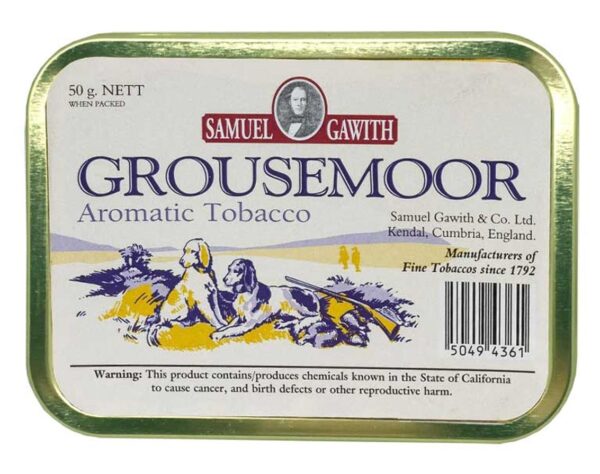 50 g. NETT
WHEN PACKED
SAMUEL GAWITH
GROUSEMOOR
Aromatic Tobacco
Samuel Gawith & Co. Ltd.
Kendal, Cumbria, England.
Manufacturers of
Fine Tobaccos since 1792
5049 4361
Warning: This product contains/produces chemicals known in the State of California
to cause cancer, and birth defects or other reproductive harm.